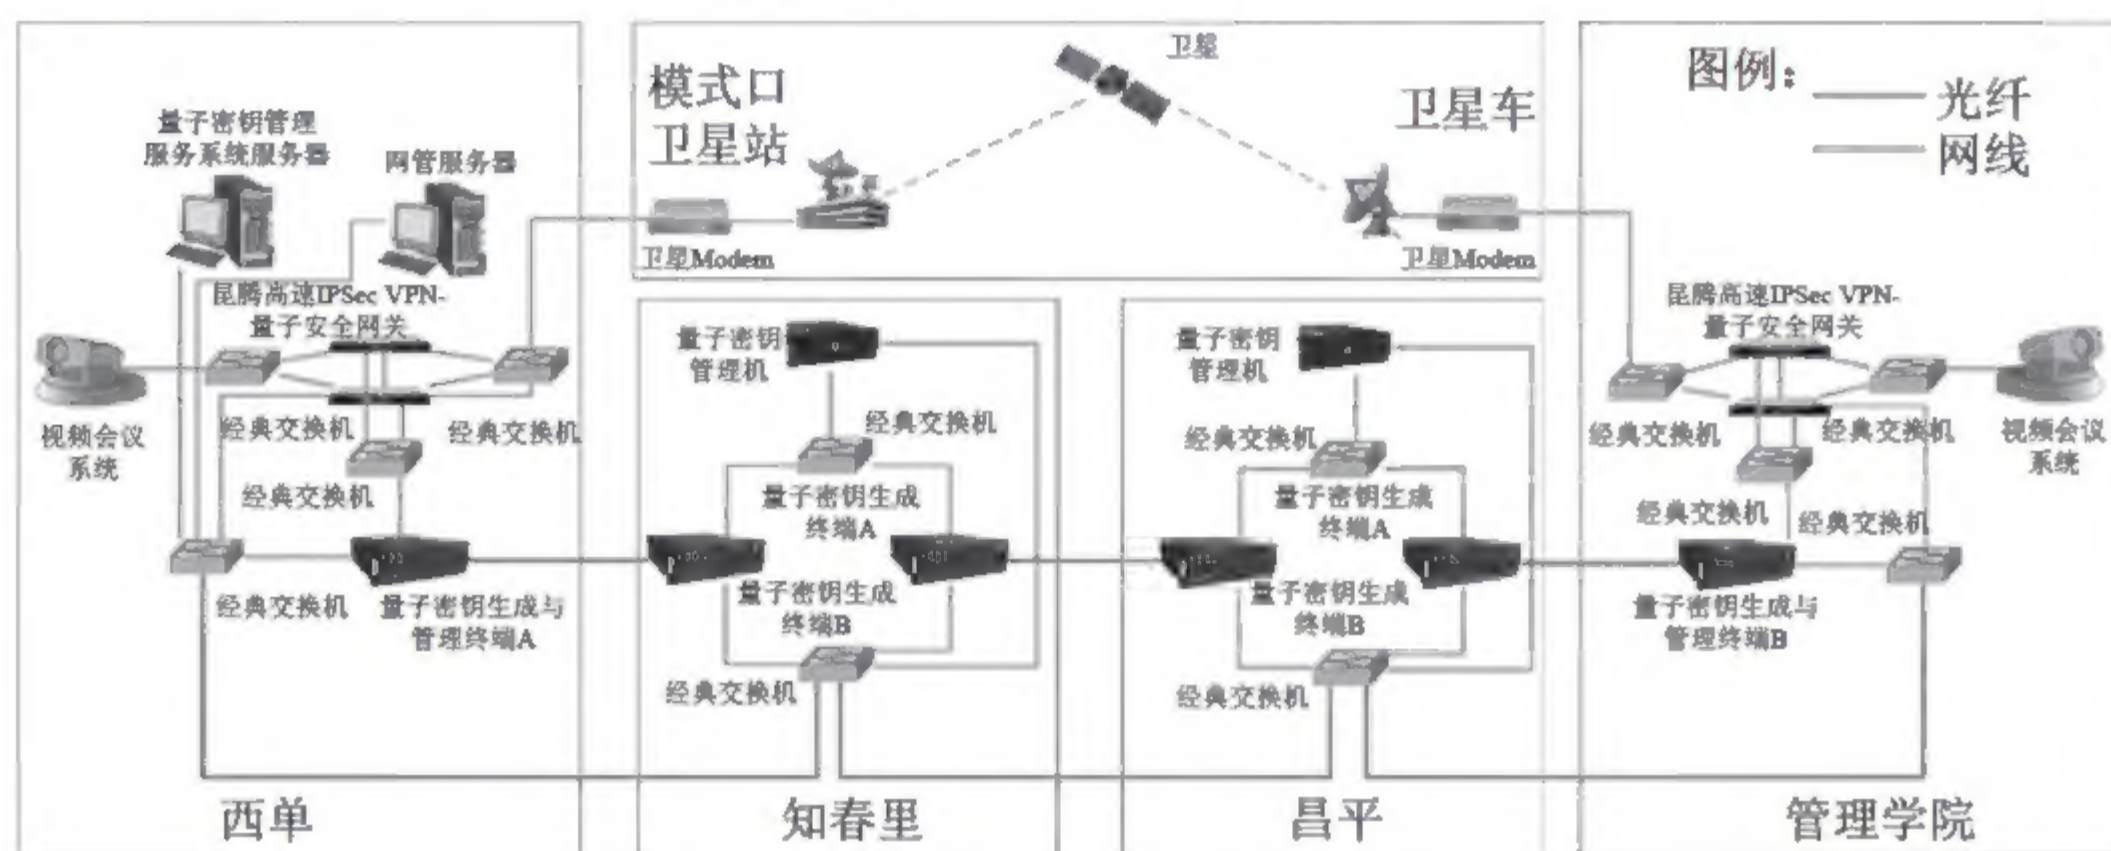 量子密钥管理
服务系统服务器
网管服务器
昆腾高速IPSec VPN-
量子安全网关
视频会议
系统
经典交换机
经典交换机
经典交换机
经典交换机
量子密钥生成与
管理终端A
西单
模式口
卫星站
卫星
卫星车
卫星Modem
卫星Modem
量子密钥
管理机
经典交换机
量子密钥生成
终端A
量子密钥生成
终端B
经典交换机
知春里
量子密钥
管理机
经典交换机
量子密钥生成
终端A
量子密钥生成
终端B
经典交换机
昌平
图例：
光纤
网线
昆腾高速IPSec VPN-
量子安全网关
经典交换机
经典交换机
视频会议
系统
经典交换机
经典交换机
量子密钥生成与
管理终端B
管理学院